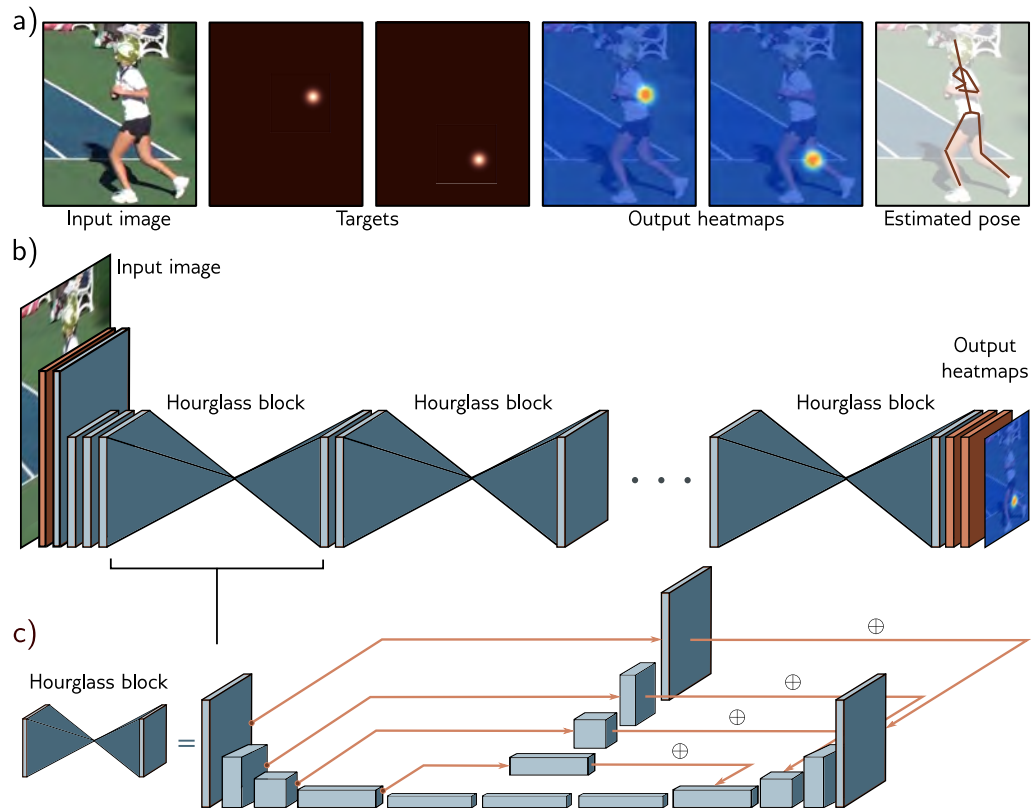 a)
Input image
Targets
Output heatmaps
Estimated pose
b)
Input image
Hourglass block
Hourglass block
Hourglass block
Output
heatmaps
. . .
c)
Hourglass block
=
⊕
⊕
⊕
⊕